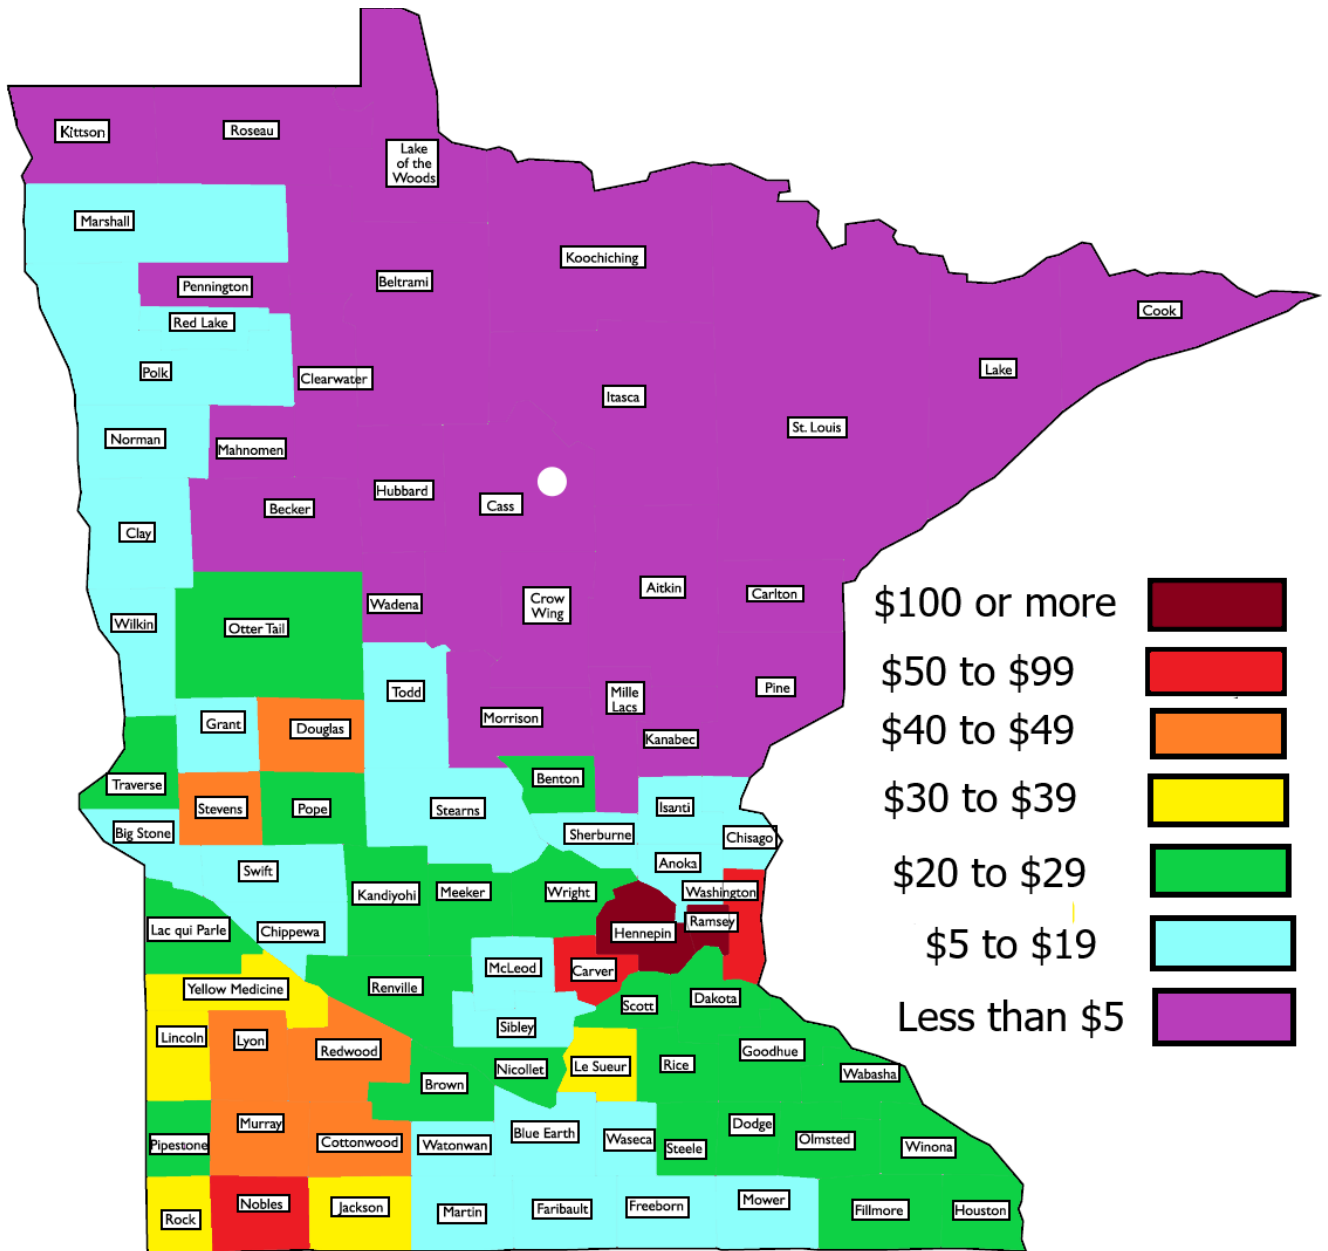 Kittson
Roseau
Lake
of the
Woods
Marshall
Koochiching
Pennington
Beltrami
Cook
Red Lake
Polk
Clearwater
Lake
Itasca
St. Louis
Norman
Mahnomen
Hubbard
Cass
Becker
Clay
Aitkin
Carlton
Wadena
Crow
Wing
Wilkin
Otter Tail
Todd
Mille
Lacs
Pine
Grant
Douglas
Morrison
Kanabec
Traverse
Benton
Stevens
Pope
Stearns
Isanti
Big Stone
Sherburne
Chisago
Swift
Anoka
Kandiyohi
Meeker
Wright
Washington
Lac qui Parle
Chippewa
Hennepin
Ramsey
McLeod
Carver
Yellow Medicine
Renville
Scott
Dakota
Lincoln
Lyon
Redwood
Sibley
Le Sueur
Rice
Goodhue
Wabasha
Brown
Nicollet
Pipestone
Murray
Cottonwood
Watonwan
Blue Earth
Waseca
Steele
Dodge
Olmsted
Winona
Rock
Nobles
Jackson
Martin
Faribault
Freeborn
Mower
Fillmore
Houston
$100 or more
$50 to $99
$40 to $49
$30 to $39
$20 to $29
$5 to $19
Less than $5